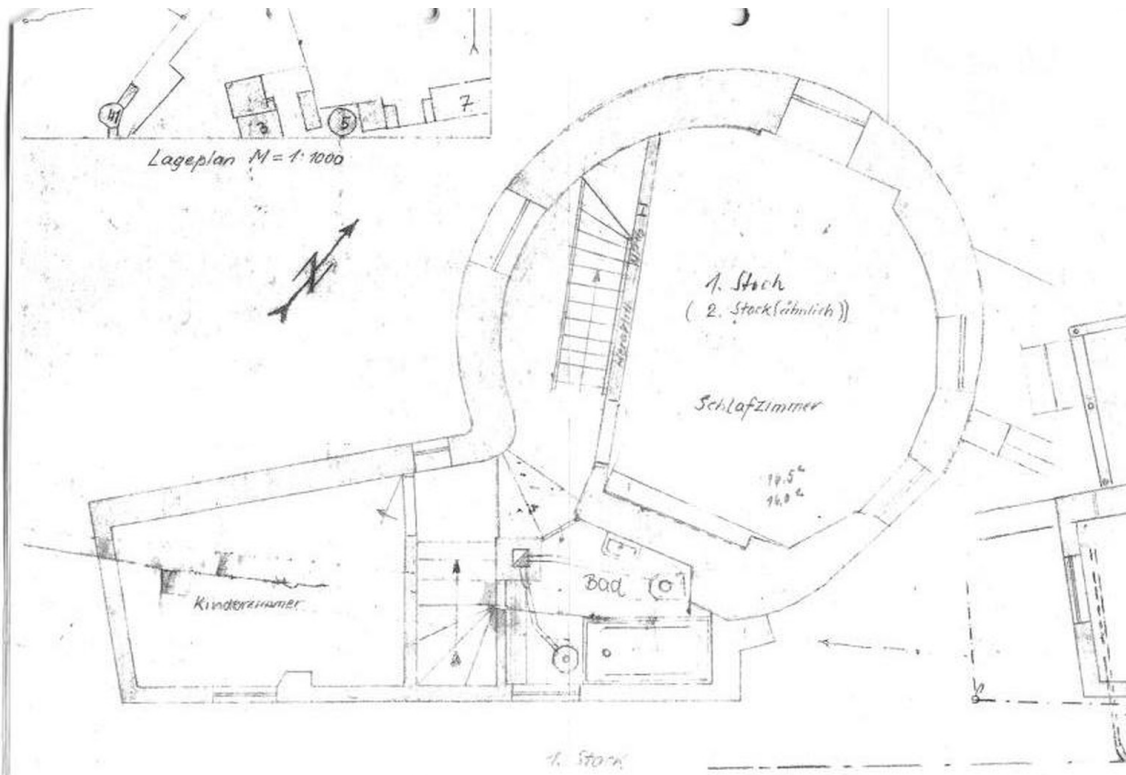 41
3
5
7
Lageplan M = 1:1000
N
1. Stock
( 2. Stock (ähnlich))
Schlafzimmer
Kinderzimmer
Bad
1. Stock